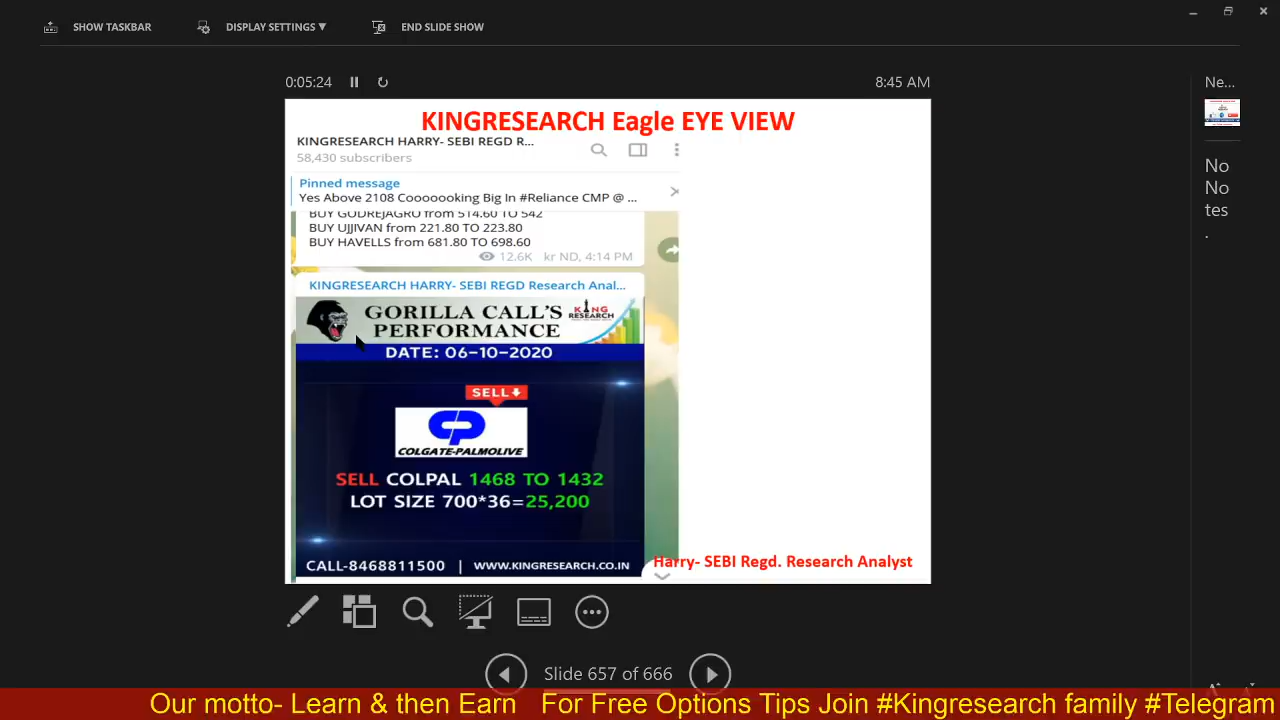 SHOW TASKBAR
DISPLAY SETTINGS ▼
END SLIDE SHOW
0:05:24
8:45 AM
Ne...
KINGRESEARCH Eagle EYE VIEW
KINGRESEARCH HARRY- SEBI REGD R...
58,430 subscribers
Pinned message
Yes Above 2108 Cooooooking Big In #Reliance CMP @ ...
BUY GODREJAGRO from 514.60 TO 542
BUY UJJIVAN from 221.80 TO 223.80
BUY HAVELLS from 681.80 TO 698.60
12.6K kr ND, 4:14 PM
KINGRESEARCH HARRY- SEBI REGD Research Anal...
GORILLA CALL'S
PERFORMANCE
KING
RESEARCH
DATE: 06-10-2020
SELL
COLGATE-PALMOLIVE
SELL COLPAL 1468 TO 1432
LOT SIZE 700*36=25,200
CALL-8468811500 | WWW.KINGRESEARCH.CO.IN
Harry- SEBI Regd. Research Analyst
No
No
tes
.
Slide 657 of 666
Our motto- Learn & then Earn For Free Options Tips Join #Kingresearch family #Telegram